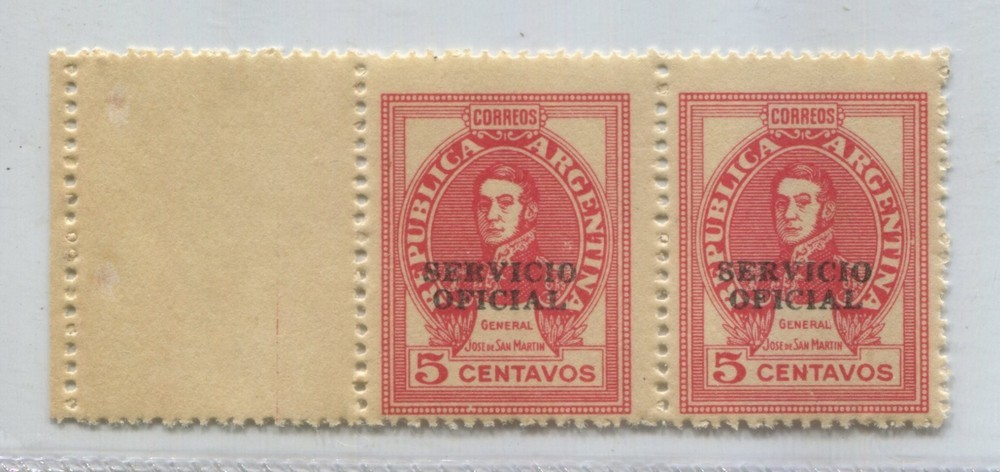 CORREOS
REPUBLICA ARGENTINA
SERVICIO
OFICIAL
GENERAL
JOSE DE SAN MARTIN
5 CENTAVOS
CORREOS
REPUBLICA ARGENTINA
SERVICIO
OFICIAL
GENERAL
JOSE DE SAN MARTIN
5 CENTAVOS